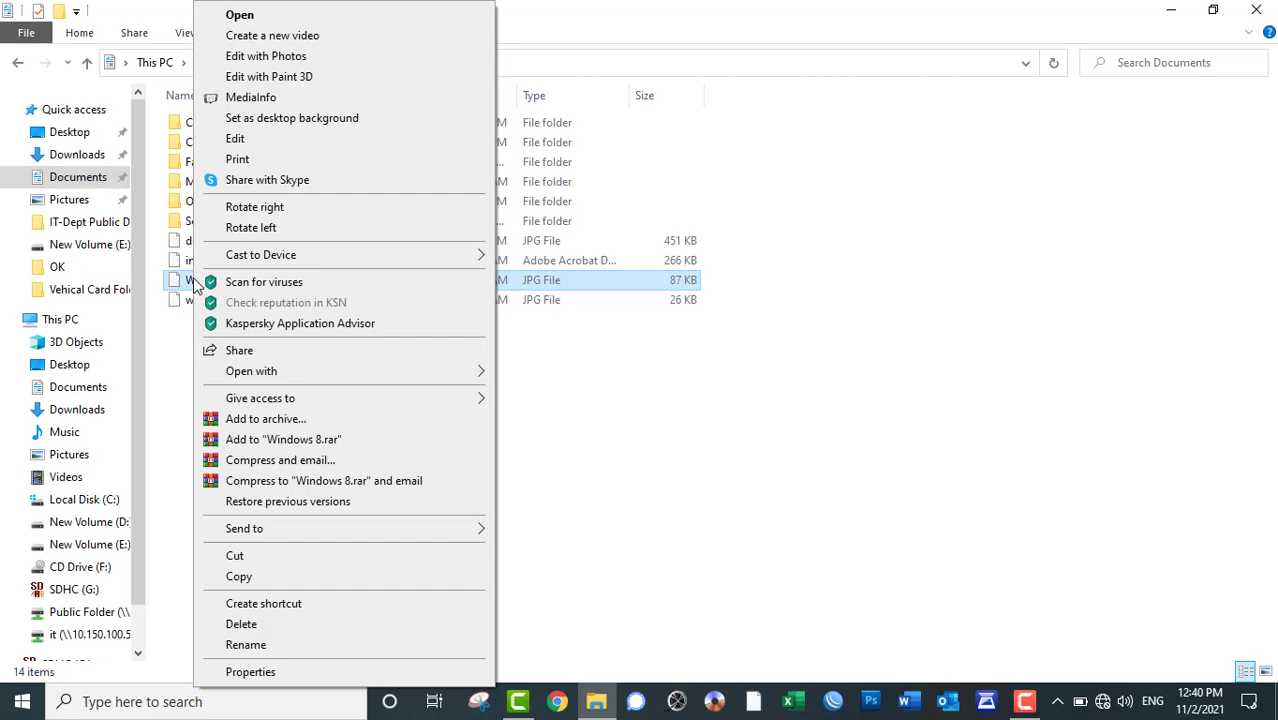 File Home Share
This PC
Search Documents
Type Size
Quick access
Desktop
Downloads
Documents
Pictures
IT-Dept Public D
New Volume (E:)
OK
Vehical Card Fol
This PC
3D Objects
Desktop
Documents
Downloads
Music
Pictures
Videos
Local Disk (C:)
New Volume (D:
New Volume (E:)
CD Drive (F:)
SDHC (G:)
Public Folder (\\
it (\\10.150.100.5
14 items
Open
Create a new video
Edit with Photos
Edit with Paint 3D
MediaInfo
Set as desktop background
Edit
Print
Share with Skype
Rotate right
Rotate left
Cast to Device
Scan for viruses
Check reputation in KSN
Kaspersky Application Advisor
Share
Open with
Give access to
Add to archive...
Add to "Windows 8.rar"
Compress and email...
Compress to "Windows 8.rar" and email
Restore previous versions
Send to
Cut
Copy
Create shortcut
Delete
Rename
Properties
File folder
File folder
File folder
File folder
File folder
File folder
JPG File 451 KB
Adobe Acrobat D... 266 KB
JPG File 87 KB
JPG File 26 KB
Type here to search
ENG
12:40 PM
11/2/2021